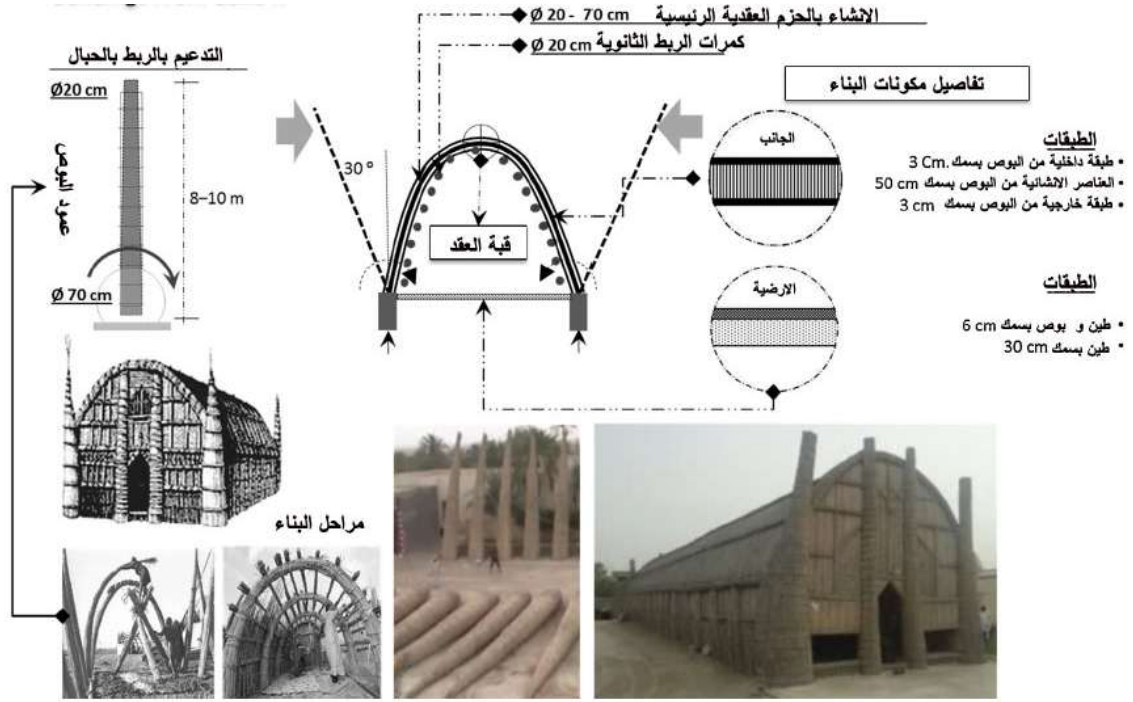 الانشاء بالحزم العقدية الرئيسية Ø 20 - 70 cm
كمرات الربط الثانوية Ø 20 cm
التدعيم بالربط بالحبال
Ø20 cm
عمود البوص
8–10 m
Ø 70 cm
30 º
قبة العقد
تفاصيل مكونات البناء
الجانب
الطبقات
• طبقة داخلية من البوص بسمك. 3 Cm
• العناصر الانشائية من البوص بسمك 50 cm
• طبقة خارجية من البوص بسمك 3 cm
الارضية
الطبقات
• طين و بوص بسمك 6 cm
• طين بسمك 30 cm
مراحل البناء